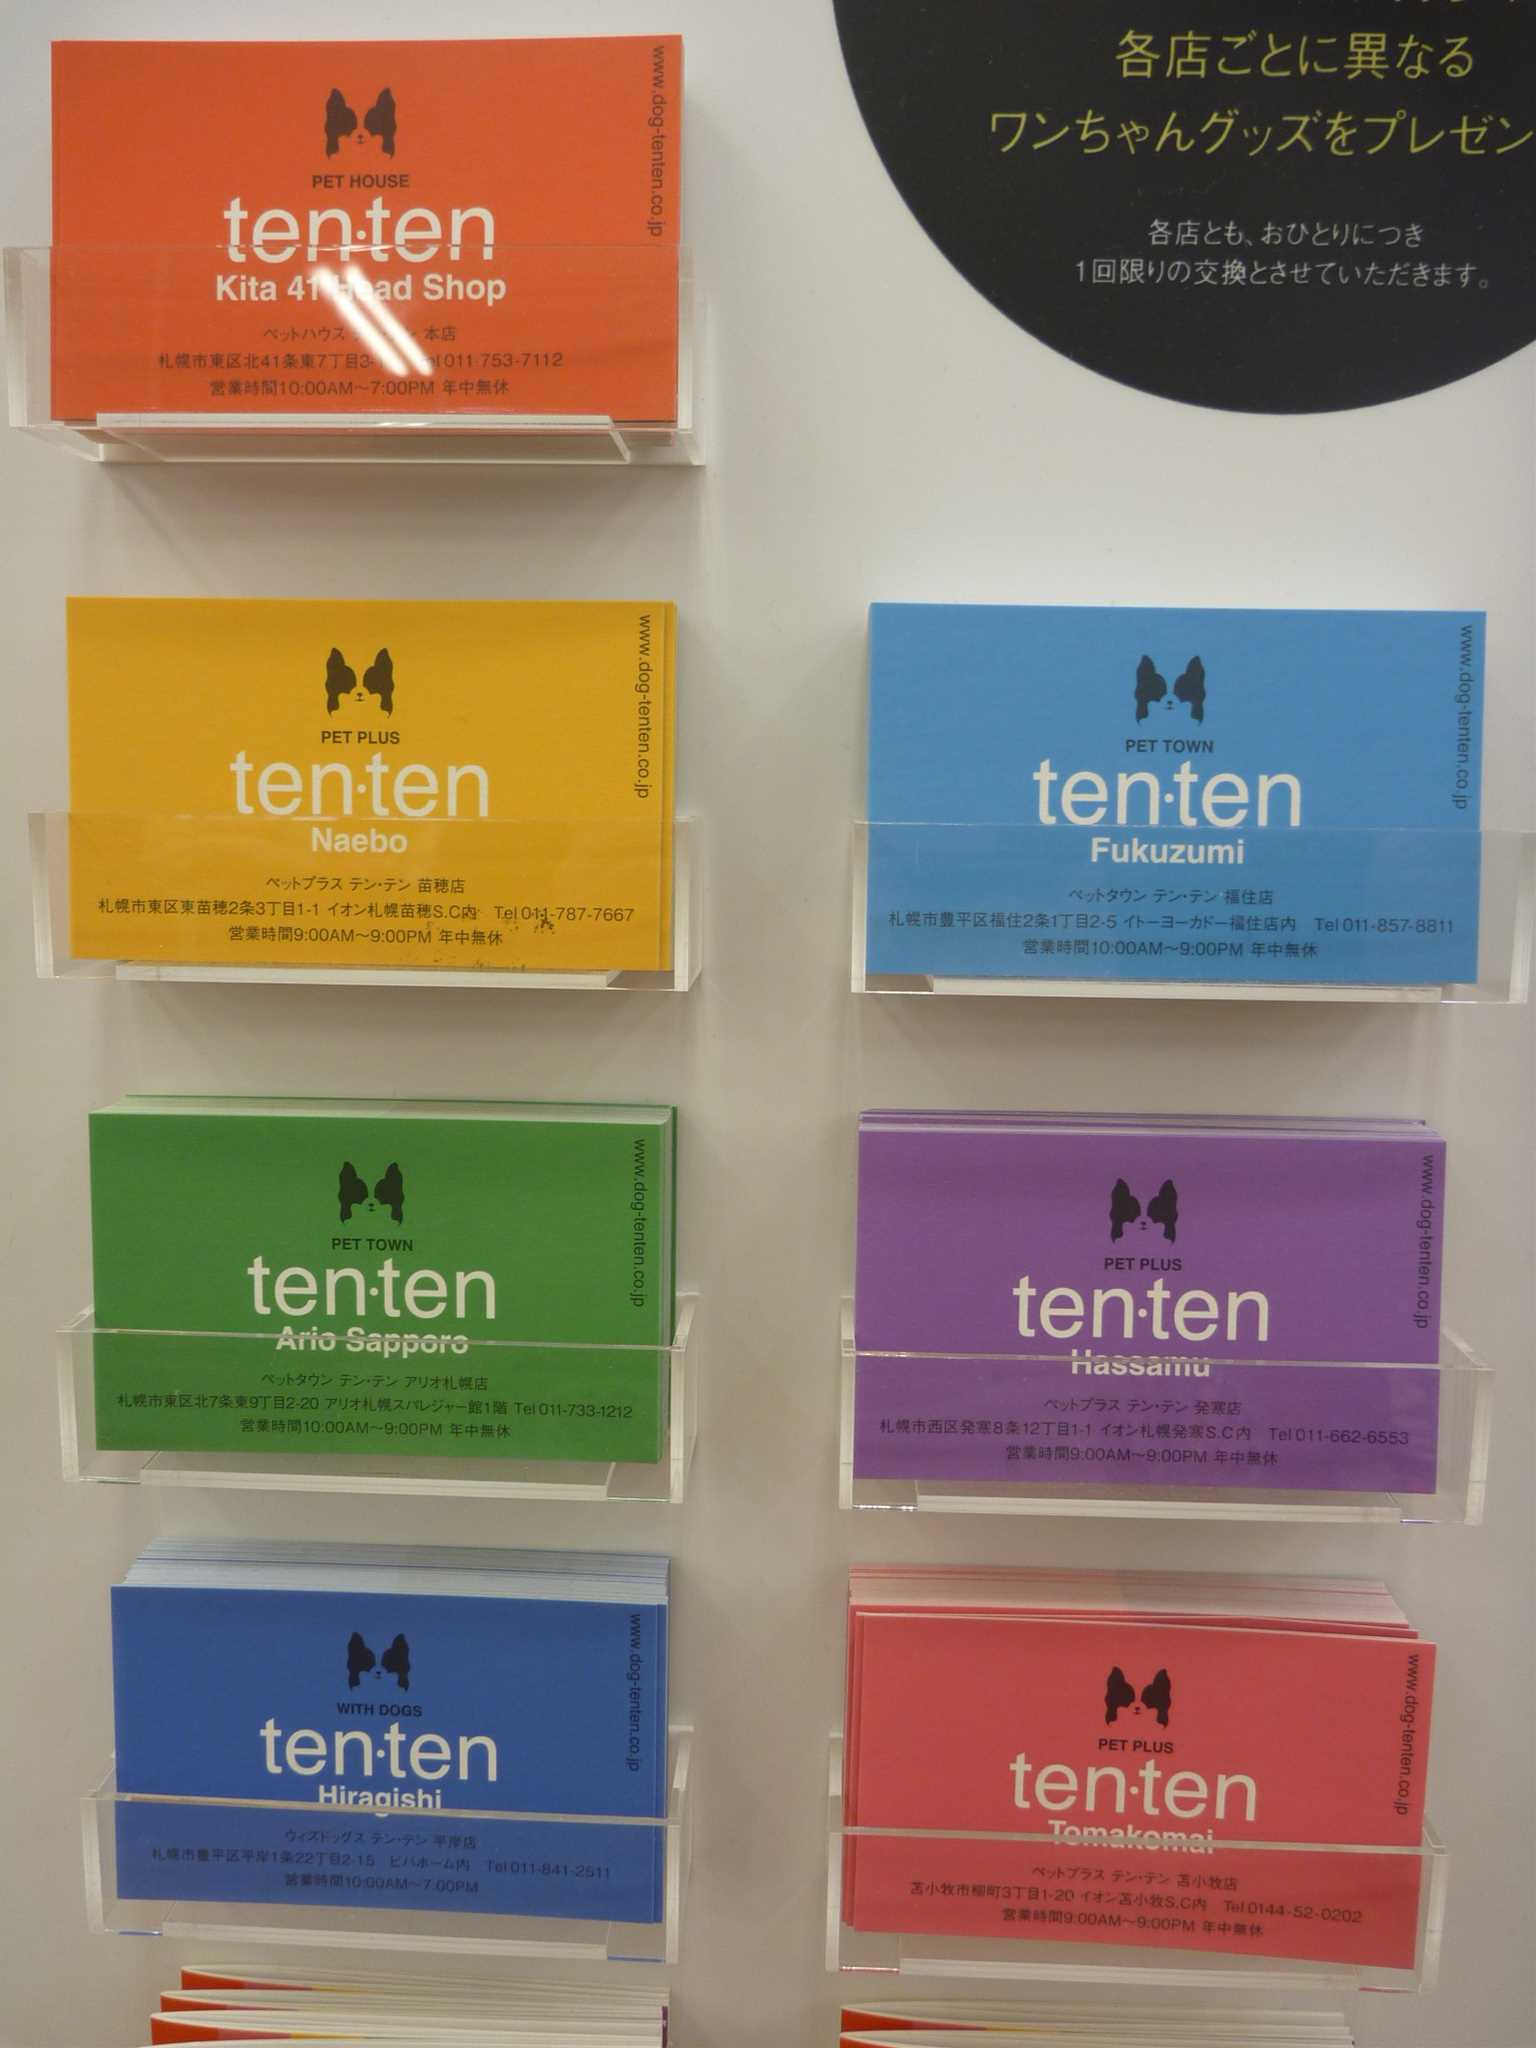 各店ごとに異なる
ワンちゃんグッズをプレゼン
各店とも、おひとりにつき
1回限りの交換とさせていただきます。
www.dog-tenten.co.jp
PET HOUSE
ten·ten
Kita 41 Head Shop
ペットハウス テン・テン 本店
札幌市東区北41条東7丁目3- Tel 011-753-7112
営業時間10:00AM〜7:00PM 年中無休
www.dog-tenten.co.jp
PET PLUS
ten·ten
Naebo
ペットプラス テン・テン 苗穂店
札幌市東区東苗穂2条3丁目1-1 イオン札幌苗穂S.C内 Tel 011-787-7667
営業時間9:00AM〜9:00PM 年中無休
www.dog-tenten.co.jp
PET TOWN
ten·ten
Fukuzumi
ペットタウン テン・テン 福住店
札幌市豊平区福住2条1丁目2-5 イトーヨーカドー福住店内 Tel 011-857-8811
営業時間10:00AM〜9:00PM 年中無休
www.dog-tenten.co.jp
PET TOWN
ten·ten
Ario Sapporo
ペットタウン テン・テン アリオ札幌店
札幌市東区北7条東9丁目2-20 アリオ札幌スパレジャー館1階 Tel 011-733-1212
営業時間10:00AM〜9:00PM 年中無休
www.dog-tenten.co.jp
PET PLUS
ten·ten
Hassamu
ペットプラス テン・テン 発寒店
札幌市西区発寒8条12丁目1-1 イオン札幌発寒S.C内 Tel 011-662-6553
営業時間9:00AM〜9:00PM 年中無休
www.dog-tenten.co.jp
WITH DOGS
ten·ten
Hiragishi
ウィズドッグス テン・テン 平岸店
札幌市豊平区平岸1条22丁目2-15 ビバホーム内 Tel 011-841-2511
営業時間10:00AM〜7:00PM
www.dog-tenten.co.jp
PET PLUS
ten·ten
Tomakomai
ペットプラス テン・テン 苫小牧店
苫小牧市柳町3丁目1-20 イオン苫小牧S.C内 Tel 0144-52-0202
営業時間9:00AM〜9:00PM 年中無休